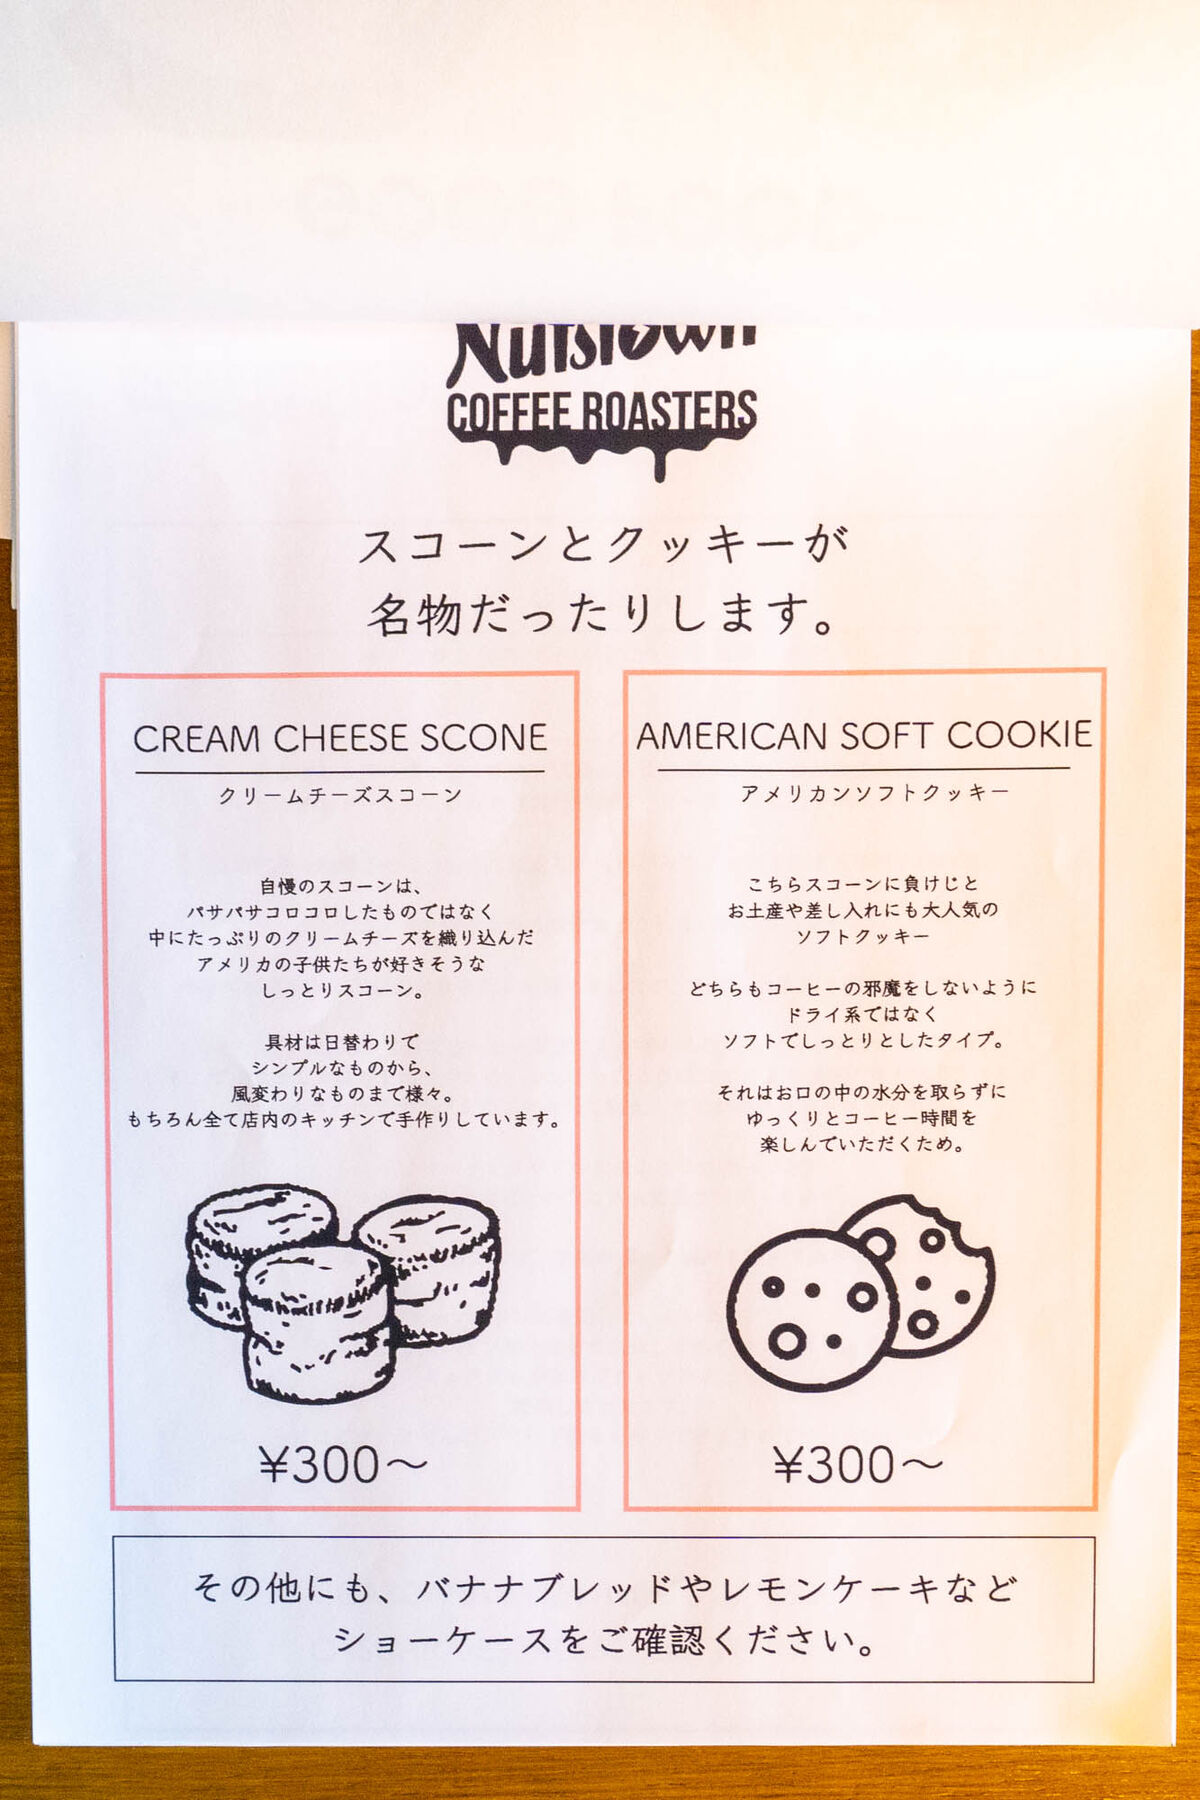 Nutstown
COFFEE ROASTERS
スコーンとクッキーが
名物だったりします。
CREAM CHEESE SCONE
クリームチーズスコーン
自慢のスコーンは、
パサパサコロコロしたものではなく
中にたっぷりのクリームチーズを織り込んだ
アメリカの子供たちが好きそうな
しっとりスコーン。
具材は日替わりで
シンプルなものから、
風変わりなものまで様々。
もちろん全て店内のキッチンで手作りしています。
¥300〜
AMERICAN SOFT COOKIE
アメリカンソフトクッキー
こちらスコーンに負けじと
お土産や差し入れにも大人気の
ソフトクッキー
どちらもコーヒーの邪魔をしないように
ドライ系ではなく
ソフトでしっとりとしたタイプ。
それはお口の中の水分を取らずに
ゆっくりとコーヒー時間を
楽しんでいただくため。
¥300〜
その他にも、バナナブレッドやレモンケーキなど
ショーケースをご確認ください。